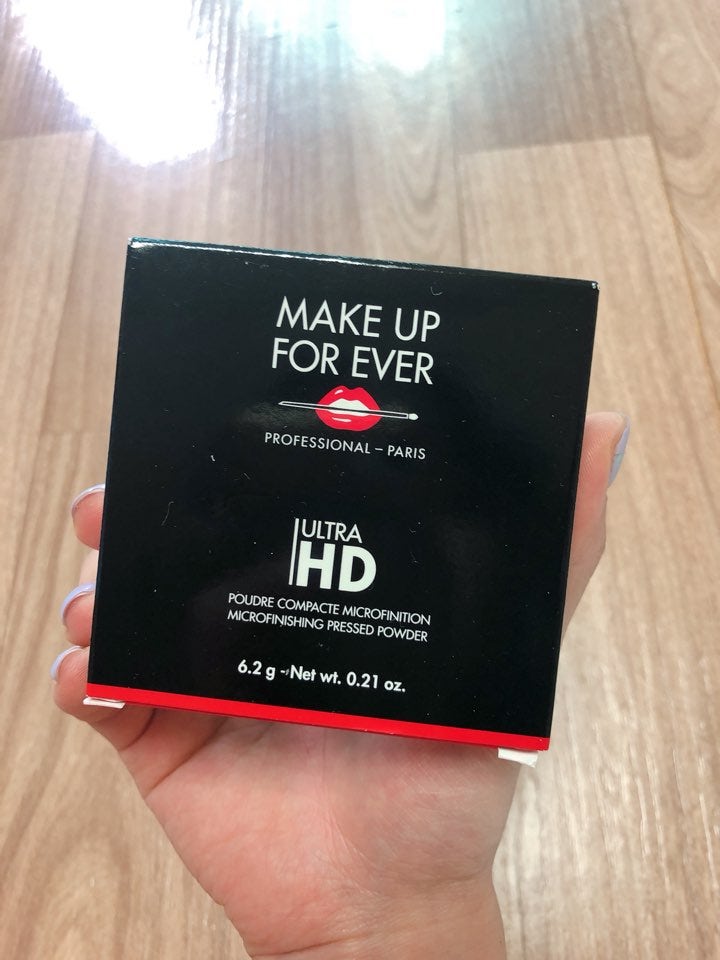 MAKE UP
FOR EVER
PROFESSIONAL – PARIS
ULTRA
HD
POUDRE COMPACTE MICROFINITION
MICROFINISHING PRESSED POWDER
6.2 g - Net wt. 0.21 oz.